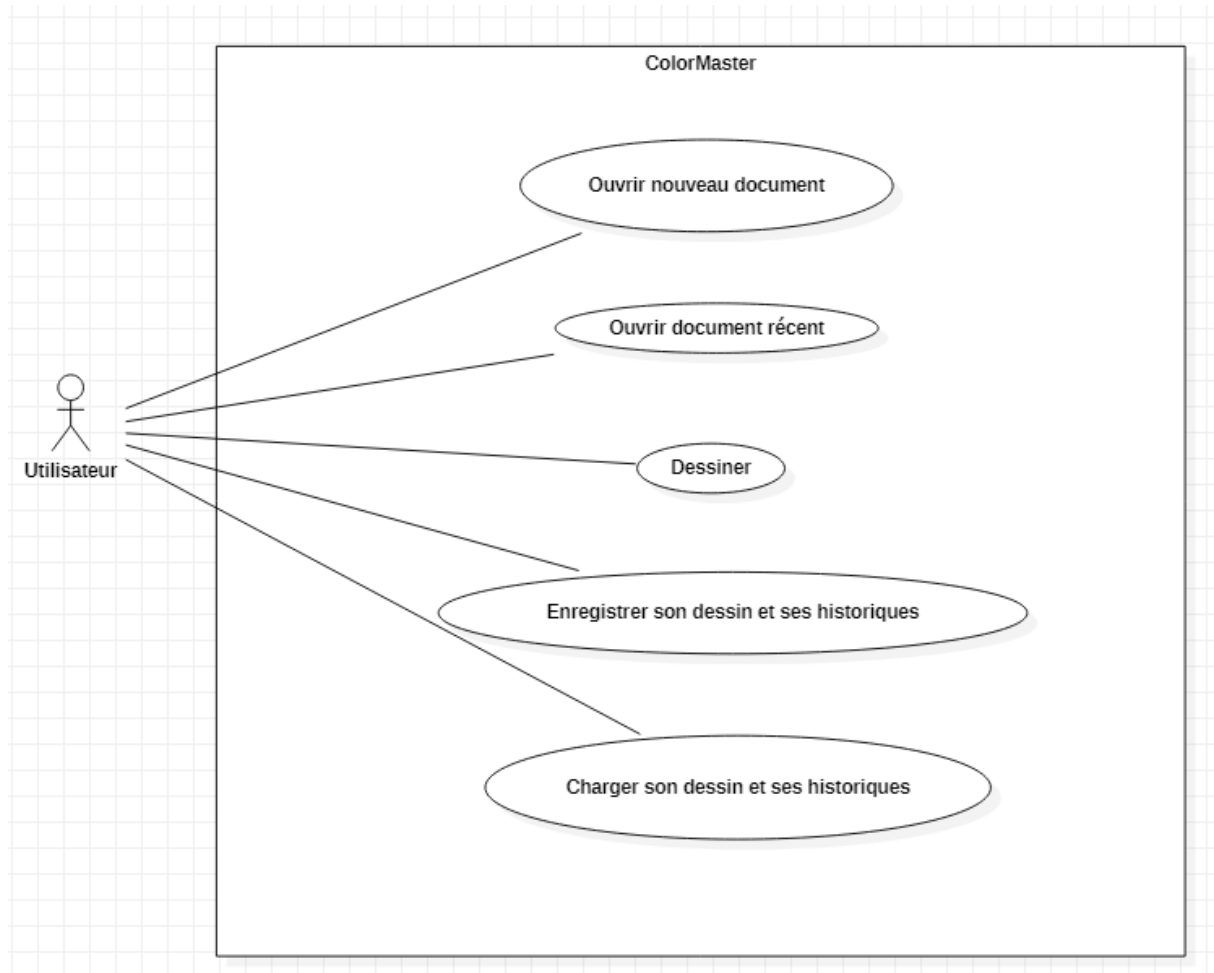 ColorMaster
Ouvrir nouveau document
Ouvrir document récent
Utilisateur
Dessiner
Enregistrer son dessin et ses historiques
Charger son dessin et ses historiques